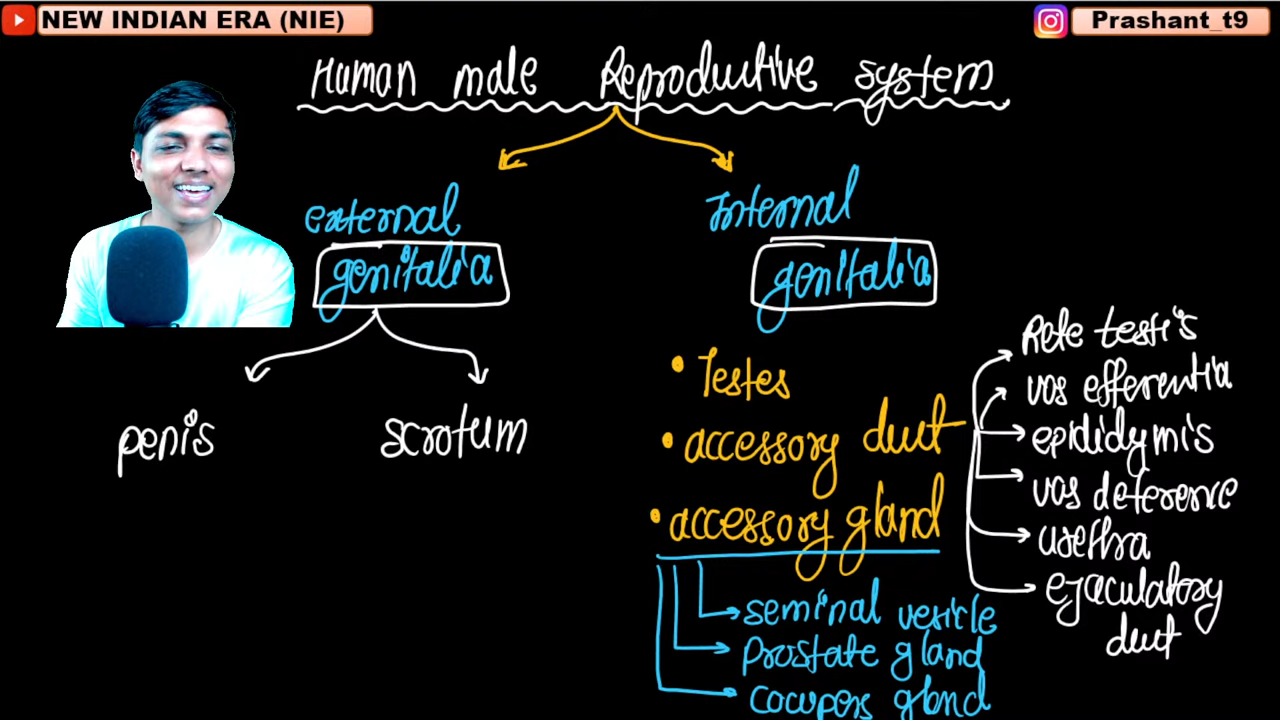 NEW INDIAN ERA (NIE)
Prashant_t9
Human male Reproductive system
external
genitalia
Internal
genitalia
penis
scrotum
• Testes
• accessory duct
• accessory gland
Rete testis
vas efferentia
epididymis
vas deference
urethra
ejaculatory
duct
seminal vesicle
prostate gland
cowpers gland